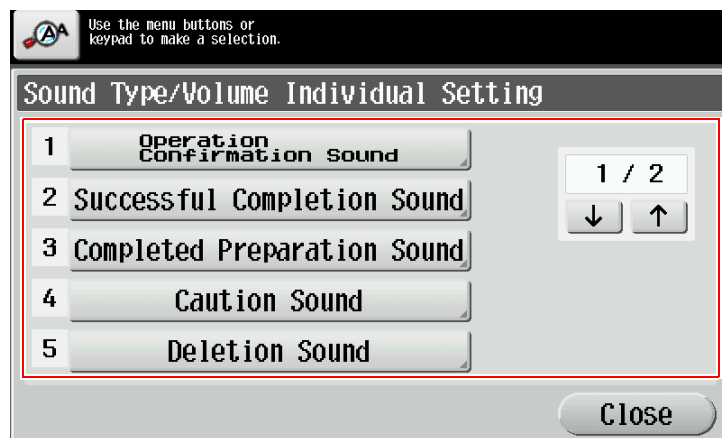 Use the menu buttons or
keypad to make a selection.
Sound Type/Volume Individual Setting
1 Operation
Confirmation Sound
2 Successful Completion Sound
3 Completed Preparation Sound
4 Caution Sound
5 Deletion Sound
1 / 2
↓ ↑
Close